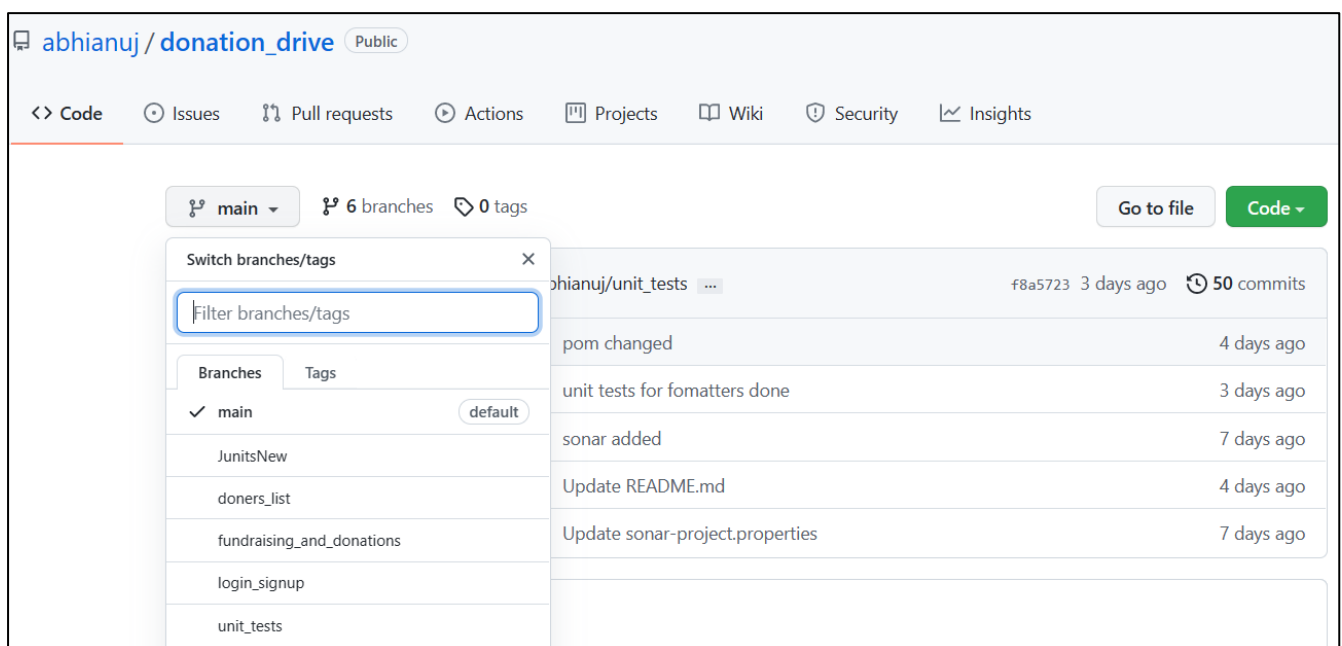 abhianuj / donation_drive Public
<> Code Issues Pull requests Actions Projects Wiki Security Insights
main 6 branches 0 tags Go to file Code
Switch branches/tags
Filter branches/tags
Branches Tags
main default
JunitsNew
doners_list
fundraising_and_donations
login_signup
unit_tests
bhianuj/unit_tests ... f8a5723 3 days ago 50 commits
pom changed 4 days ago
unit tests for fomatters done 3 days ago
sonar added 7 days ago
Update README.md 4 days ago
Update sonar-project.properties 7 days ago